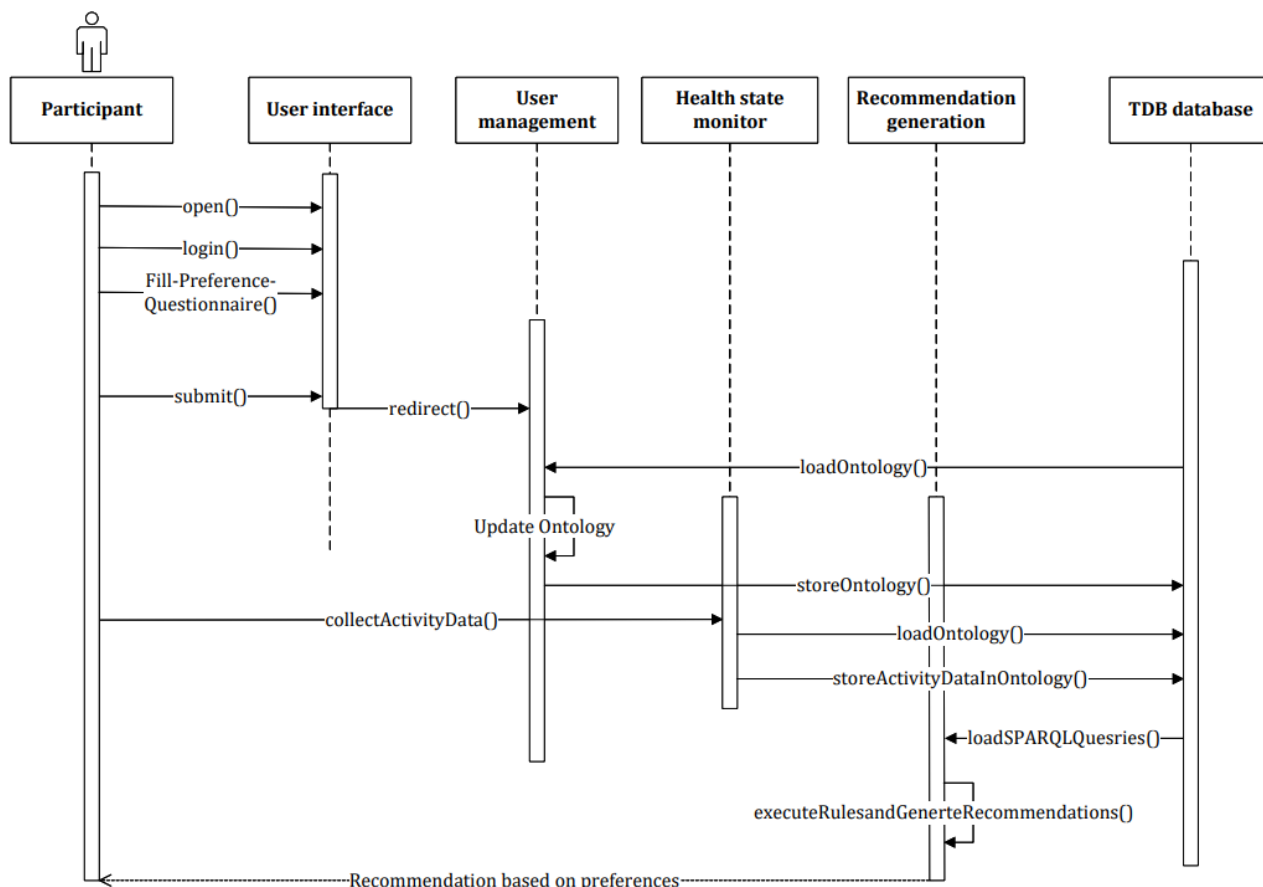 Participant
User interface
User
management
Health state
monitor
Recommendation
generation
TDB database
open()
login()
Fill-Preference-
Questionnaire()
submit()
redirect()
loadOntology()
Update Ontology
storeOntology()
collectActivityData()
loadOntology()
storeActivityDataInOntology()
loadSPARQLQuesries()
executeRulesandGenerteRecommendations()
Recommendation based on preferences